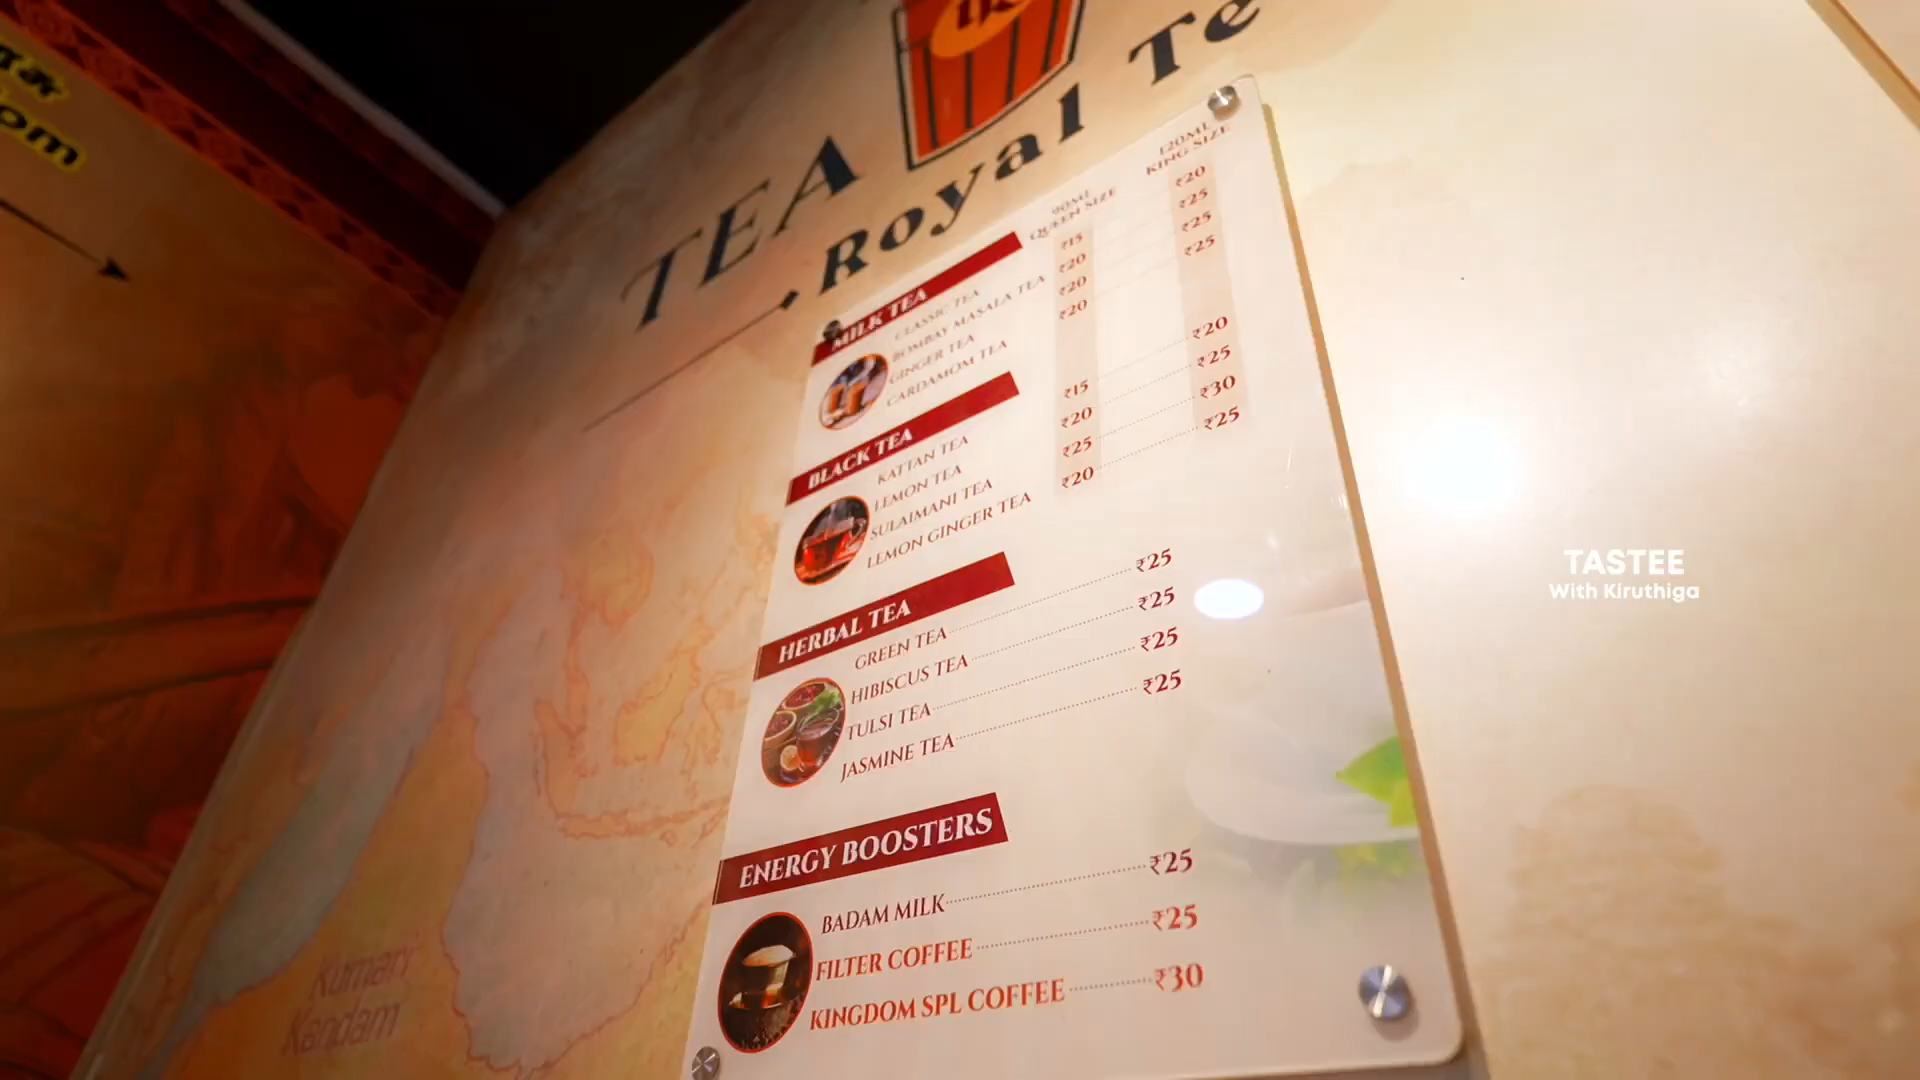 TEA
Royal Te
90ML
QUEEN SIZE
120ML
KING SIZE
MILK TEA
CLASSIC TEA ₹15 ₹20
BOMBAY MASALA TEA ₹20 ₹25
GINGER TEA ₹20 ₹25
CARDAMOM TEA ₹20 ₹25
BLACK TEA
KATTAN TEA ₹15 ₹20
LEMON TEA ₹20 ₹25
SULAIMANI TEA ₹25 ₹30
LEMON GINGER TEA ₹20 ₹25
HERBAL TEA
GREEN TEA ₹25
HIBISCUS TEA ₹25
TULSI TEA ₹25
JASMINE TEA ₹25
ENERGY BOOSTERS
BADAM MILK ₹25
FILTER COFFEE ₹25
KINGDOM SPL COFFEE ₹30
Kumary
Kandam
TASTEE
With Kiruthiga